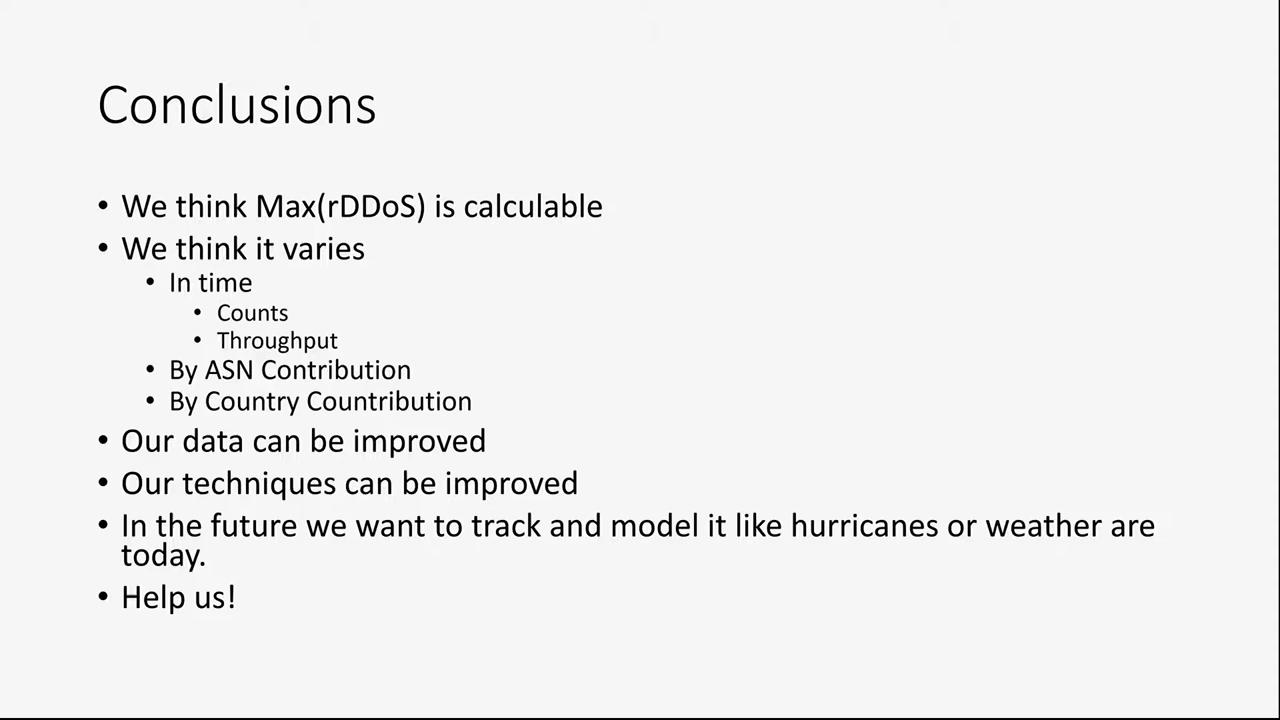 Conclusions
• We think Max(rDDoS) is calculable
• We think it varies
• In time
• Counts
• Throughput
• By ASN Contribution
• By Country Countribution
• Our data can be improved
• Our techniques can be improved
• In the future we want to track and model it like hurricanes or weather are
today.
• Help us!